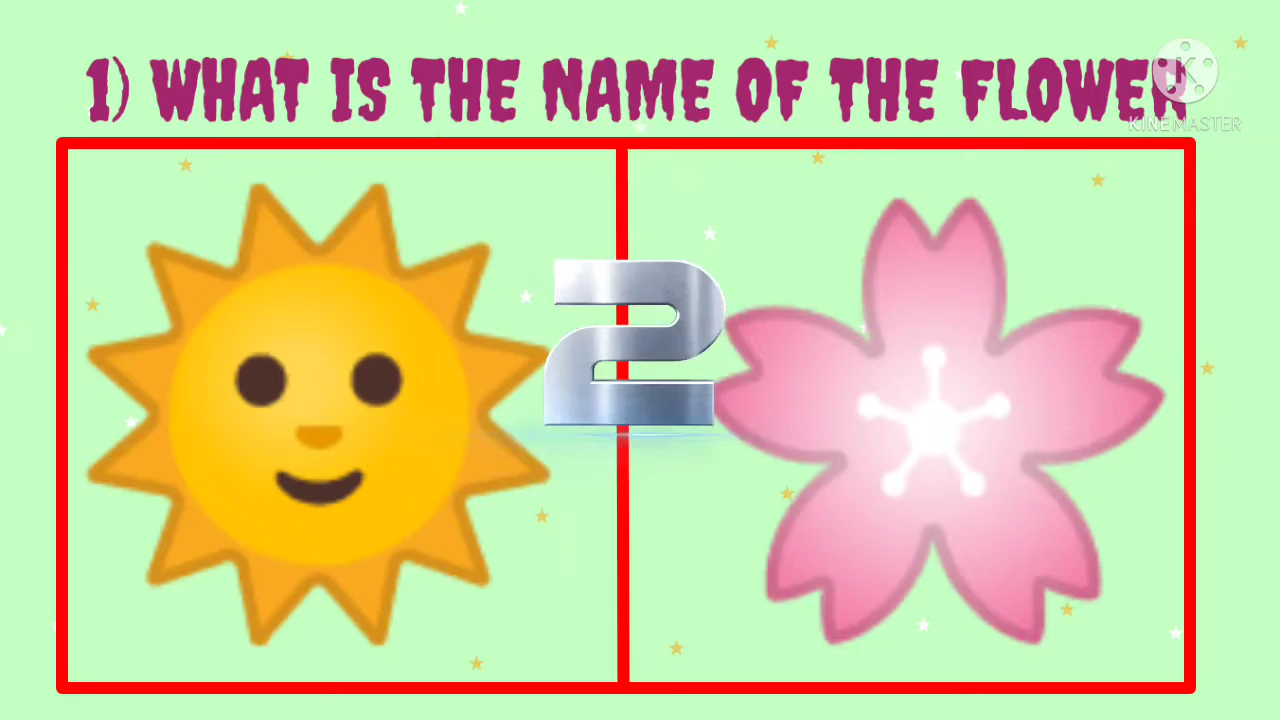 1) WHAT IS THE NAME OF THE FLOWER
K
KINEMASTER
2